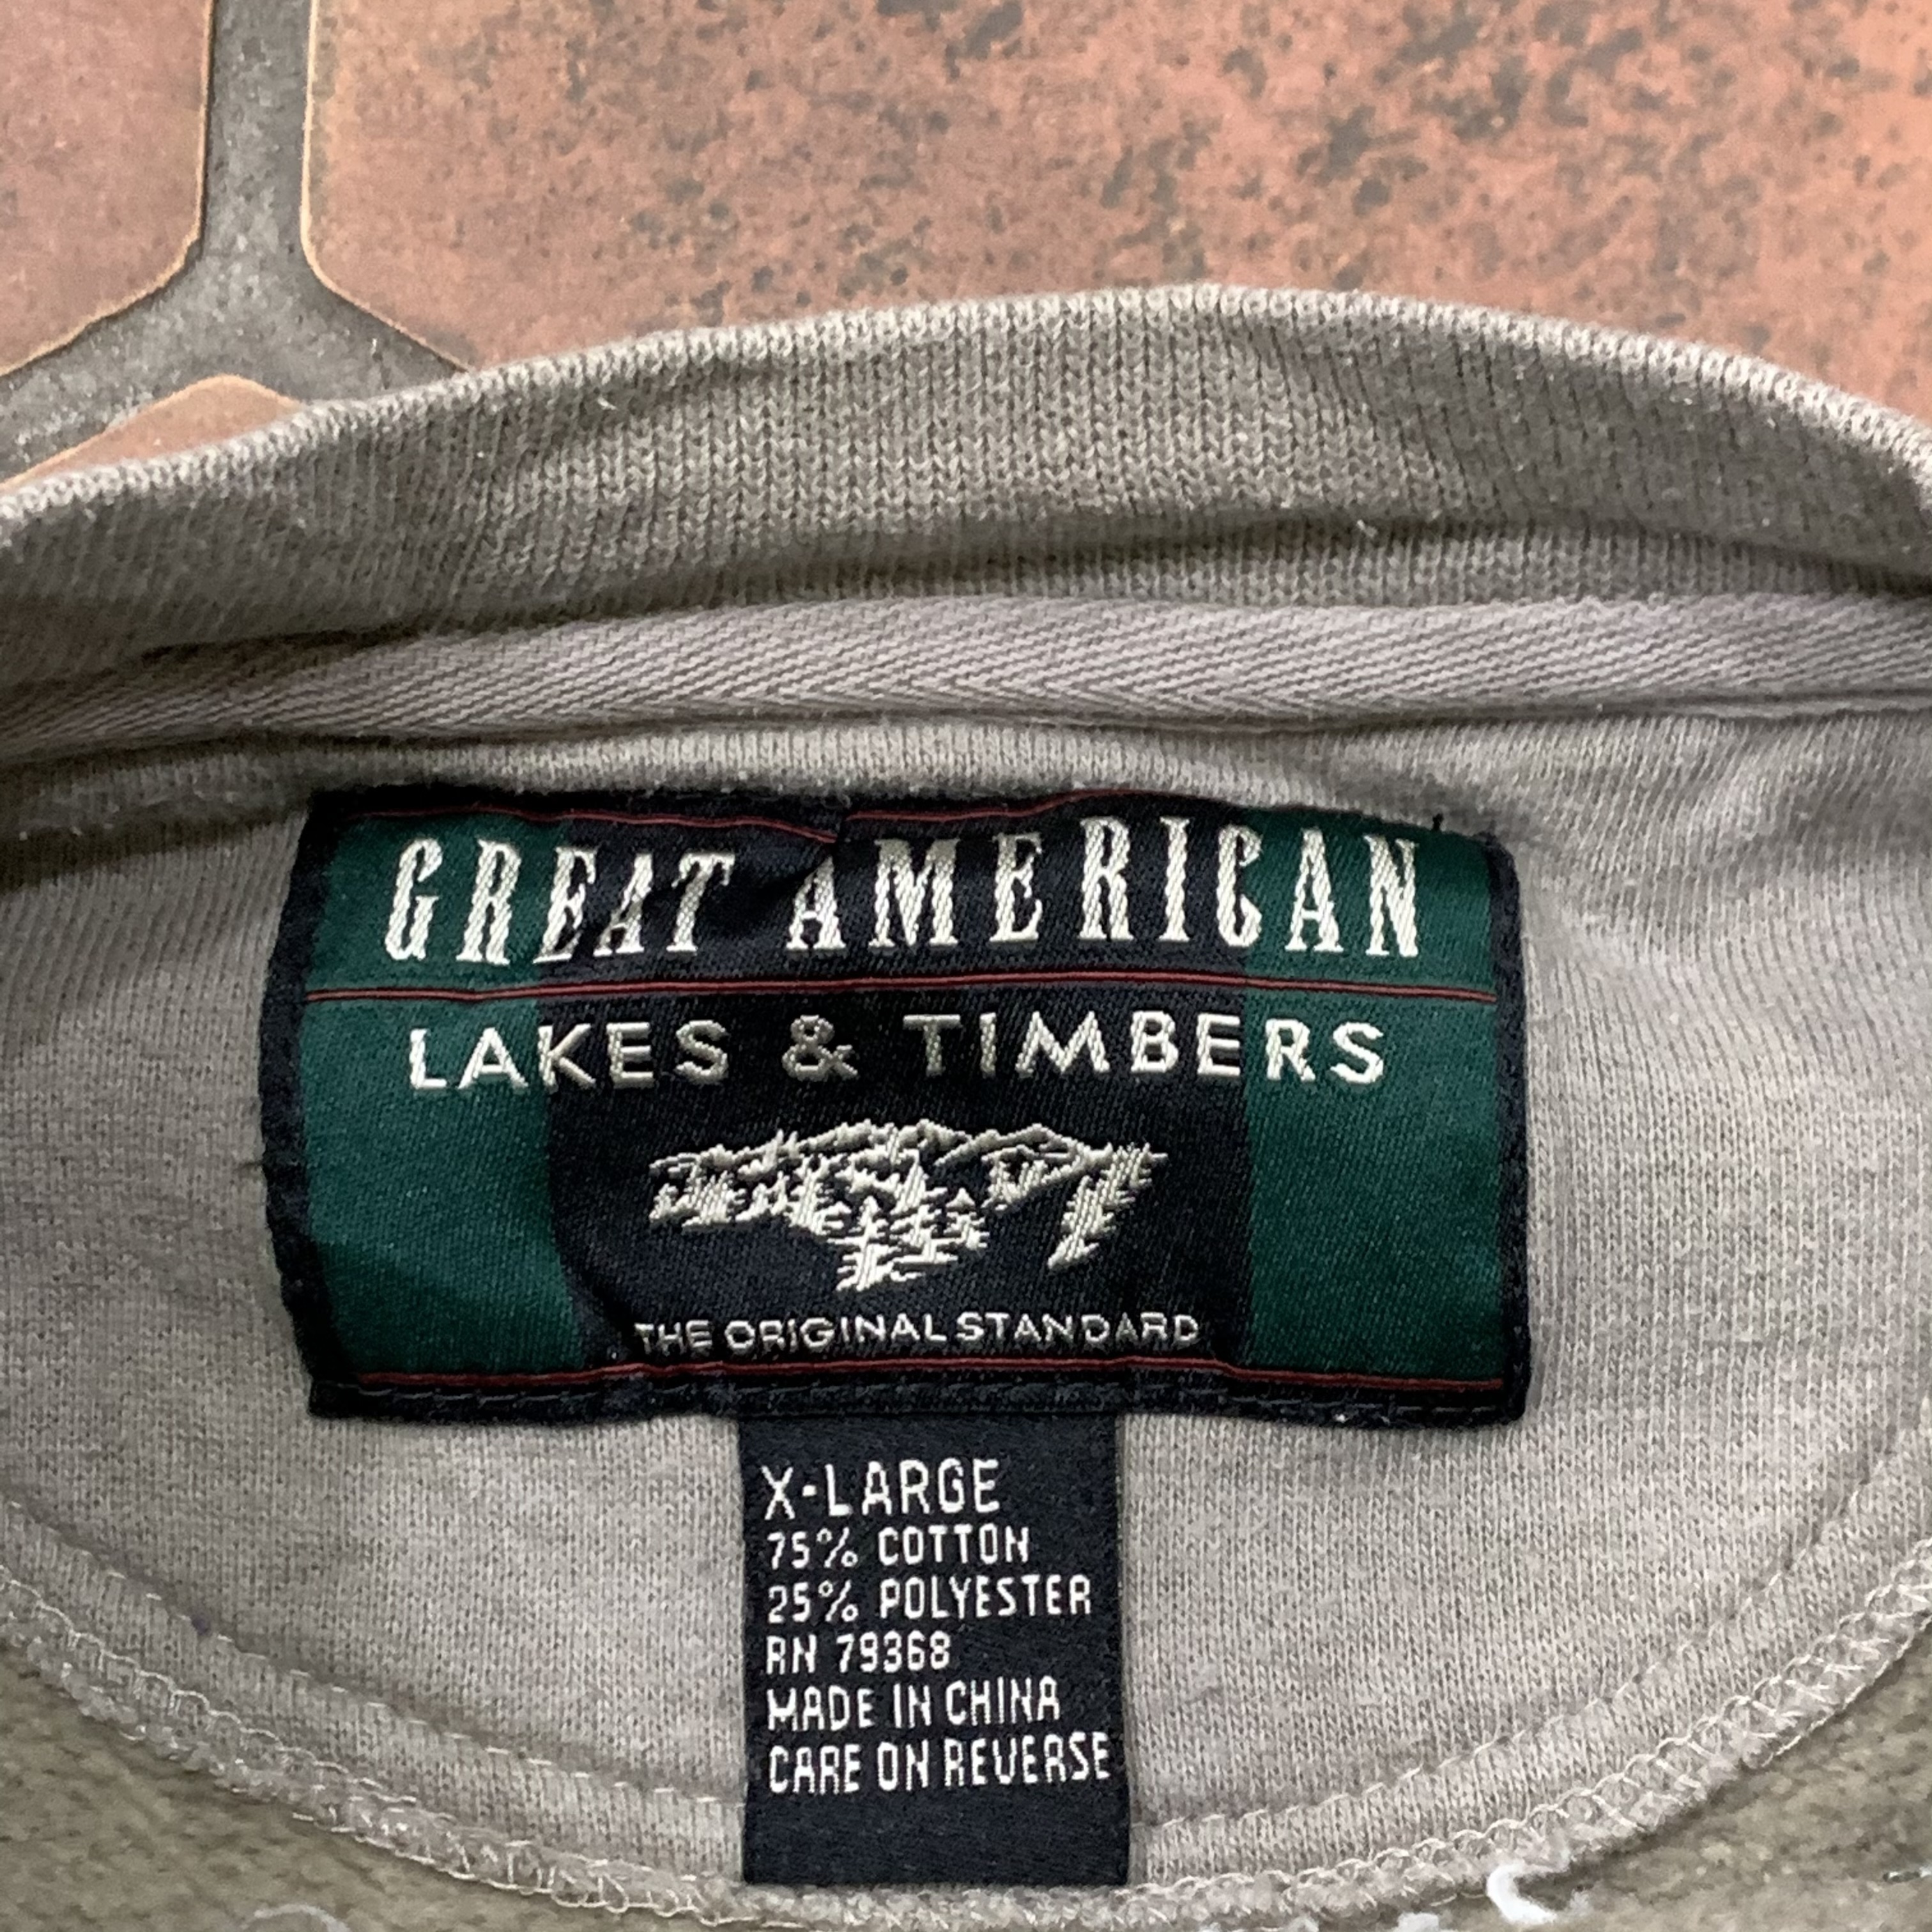 GREAT AMERICAN
LAKES & TIMBERS
THE ORIGINAL STANDARD
X-LARGE
75% COTTON
25% POLYESTER
RN 79368
MADE IN CHINA
CARE ON REVERSE